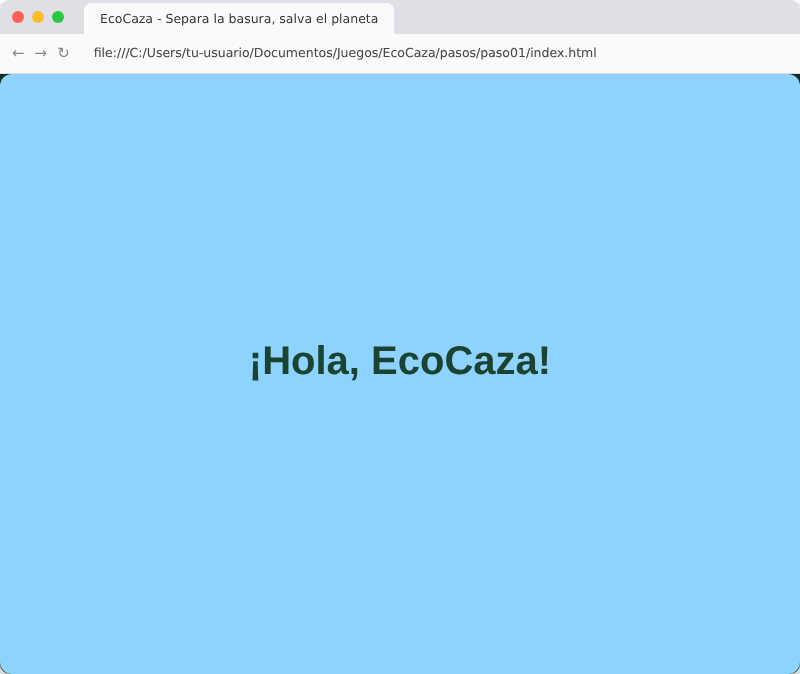 EcoCaza - Separa la basura, salva el planeta
← → ↻ file:///C:/Users/tu-usuario/Documentos/Juegos/EcoCaza/pasos/paso01/index.html
¡Hola, EcoCaza!